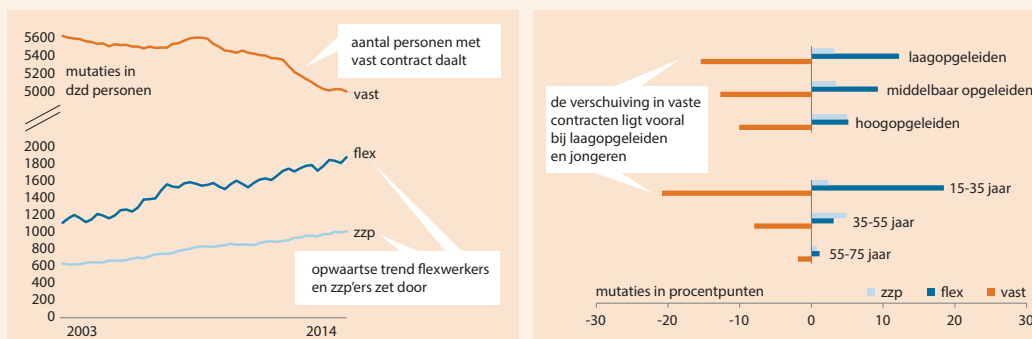 5600
5400
5200
5000
mutaties in
dzd personen
aantal personen met
vast contract daalt
vast
2000
1800
1600
1400
1200
1000
800
600
400
200
0
flex
zzp
opwaartse trend flexwerkers
en zzp'ers zet door
2003
2014
de verschuiving in vaste
contracten ligt vooral
bij laagopgeleiden
en jongeren
laagopgeleiden
middelbaar opgeleiden
hoogopgeleiden
15-35 jaar
35-55 jaar
55-75 jaar
mutaties in procentpunten
zzp flex vast
-30 -20 -10 0 10 20 30